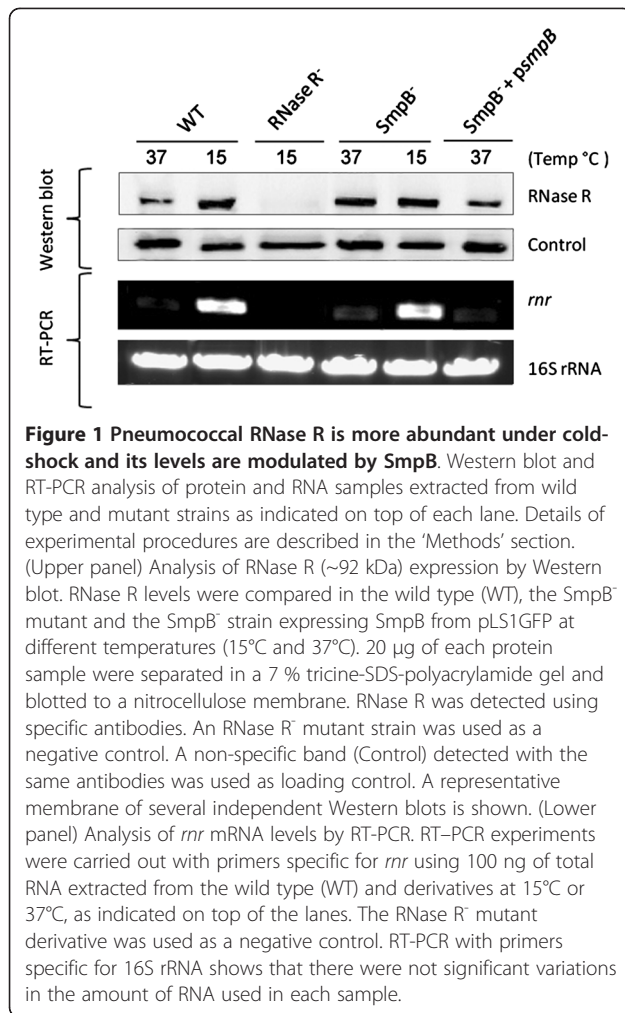 WT RNase R⁻ SmpB⁻ SmpB⁻ + psmpB
37 15 15 37 15 37 (Temp °C )
Western blot
RNase R
Control
RT-PCR
rnr
16S rRNA
Figure 1 Pneumococcal RNase R is more abundant under cold-
shock and its levels are modulated by SmpB. Western blot and
RT-PCR analysis of protein and RNA samples extracted from wild
type and mutant strains as indicated on top of each lane. Details of
experimental procedures are described in the ‘Methods’ section.
(Upper panel) Analysis of RNase R (~92 kDa) expression by Western
blot. RNase R levels were compared in the wild type (WT), the SmpB⁻
mutant and the SmpB⁻ strain expressing SmpB from pLS1GFP at
different temperatures (15°C and 37°C). 20 μg of each protein
sample were separated in a 7 % tricine-SDS-polyacrylamide gel and
blotted to a nitrocellulose membrane. RNase R was detected using
specific antibodies. An RNase R⁻ mutant strain was used as a
negative control. A non-specific band (Control) detected with the
same antibodies was used as loading control. A representative
membrane of several independent Western blots is shown. (Lower
panel) Analysis of rnr mRNA levels by RT-PCR. RT–PCR experiments
were carried out with primers specific for rnr using 100 ng of total
RNA extracted from the wild type (WT) and derivatives at 15°C or
37°C, as indicated on top of the lanes. The RNase R⁻ mutant
derivative was used as a negative control. RT-PCR with primers
specific for 16S rRNA shows that there were not significant variations
in the amount of RNA used in each sample.